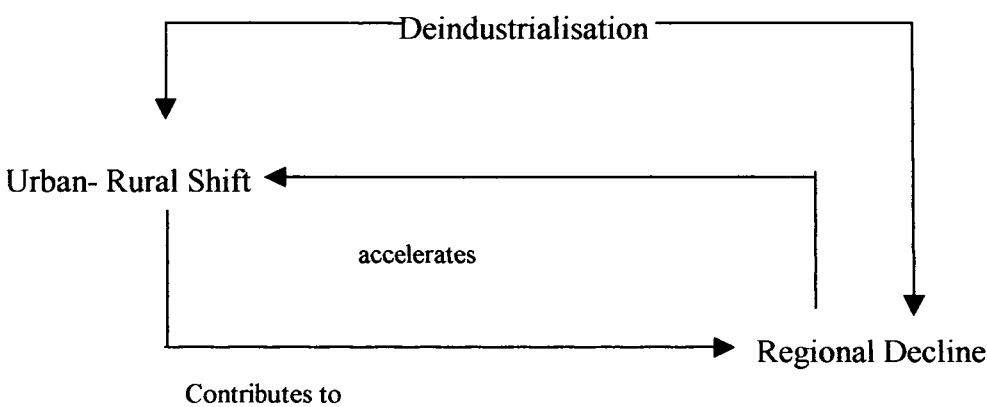 Deindustrialisation
Urban- Rural Shift
accelerates
Regional Decline
Contributes to